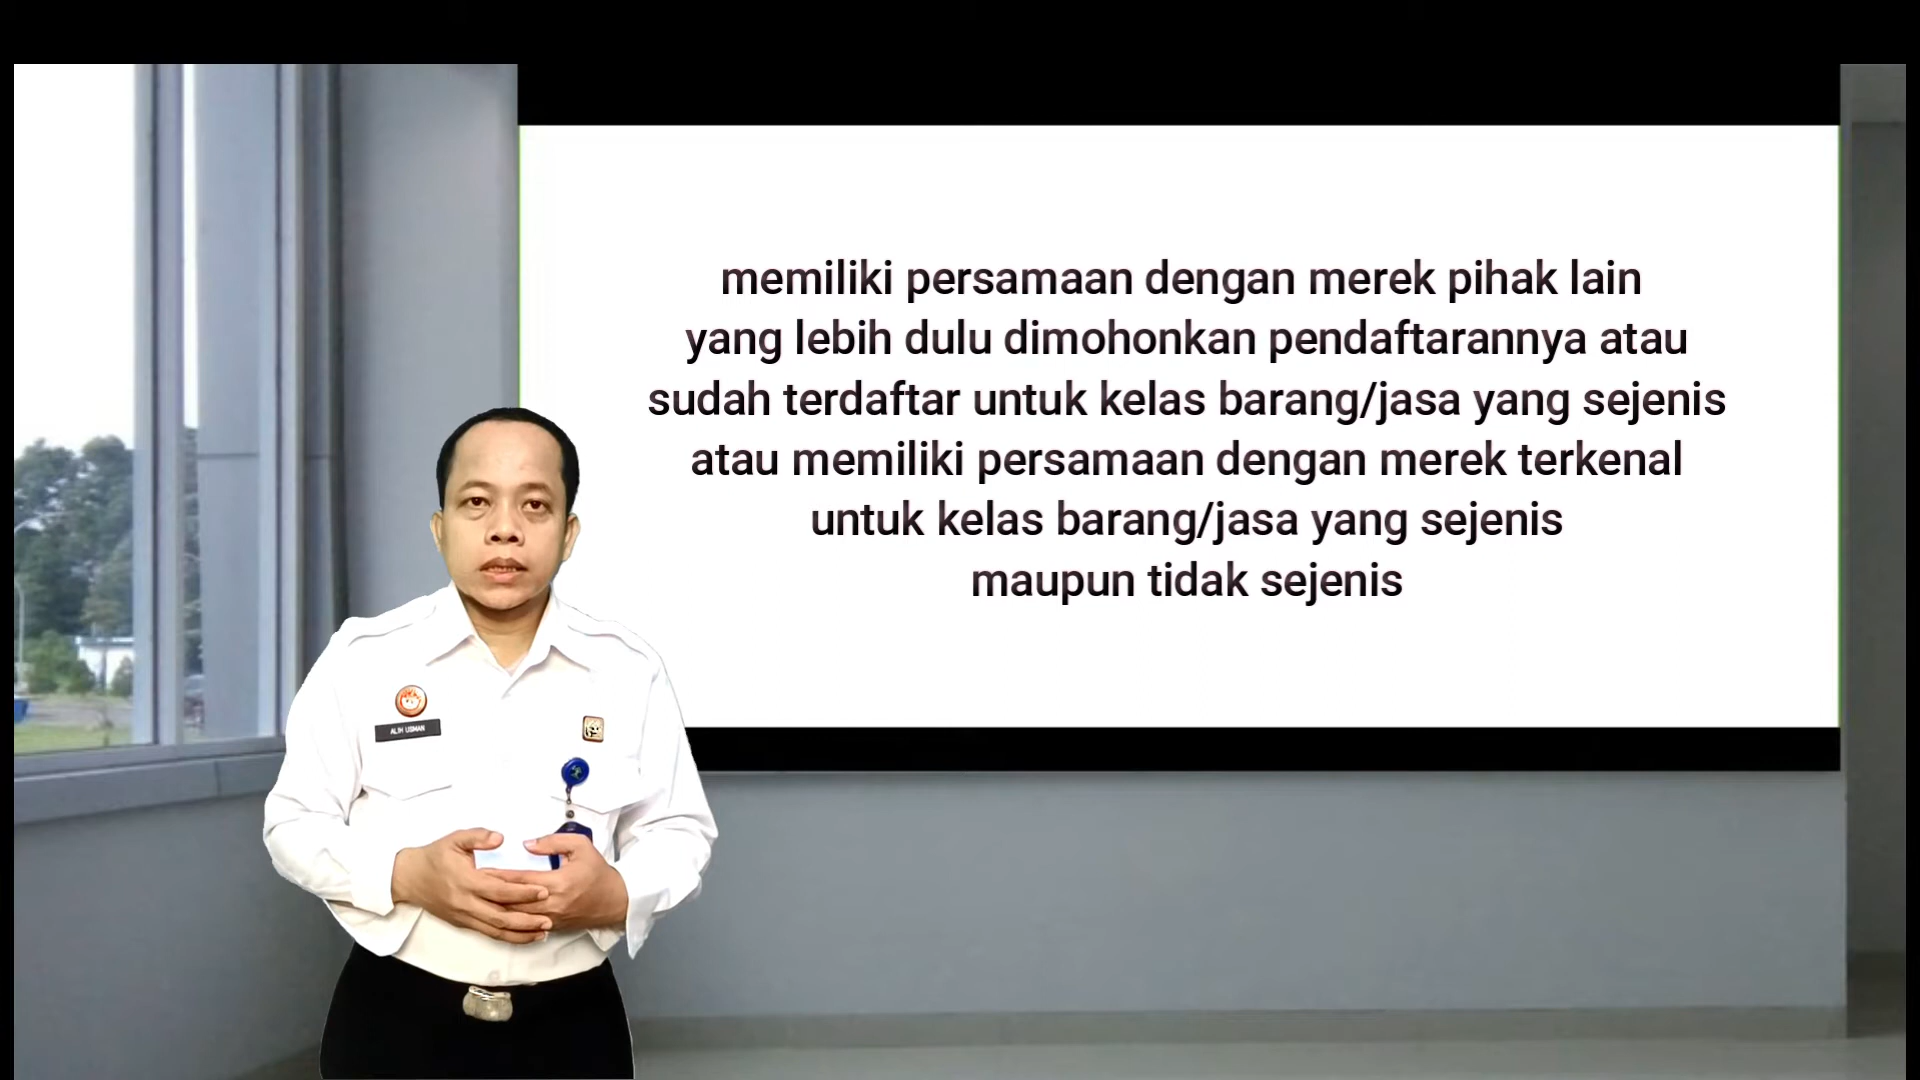 memiliki persamaan dengan merek pihak lain
yang lebih dulu dimohonkan pendaftarannya atau
sudah terdaftar untuk kelas barang/jasa yang sejenis
atau memiliki persamaan dengan merek terkenal
untuk kelas barang/jasa yang sejenis
maupun tidak sejenis
ALIH USMAN